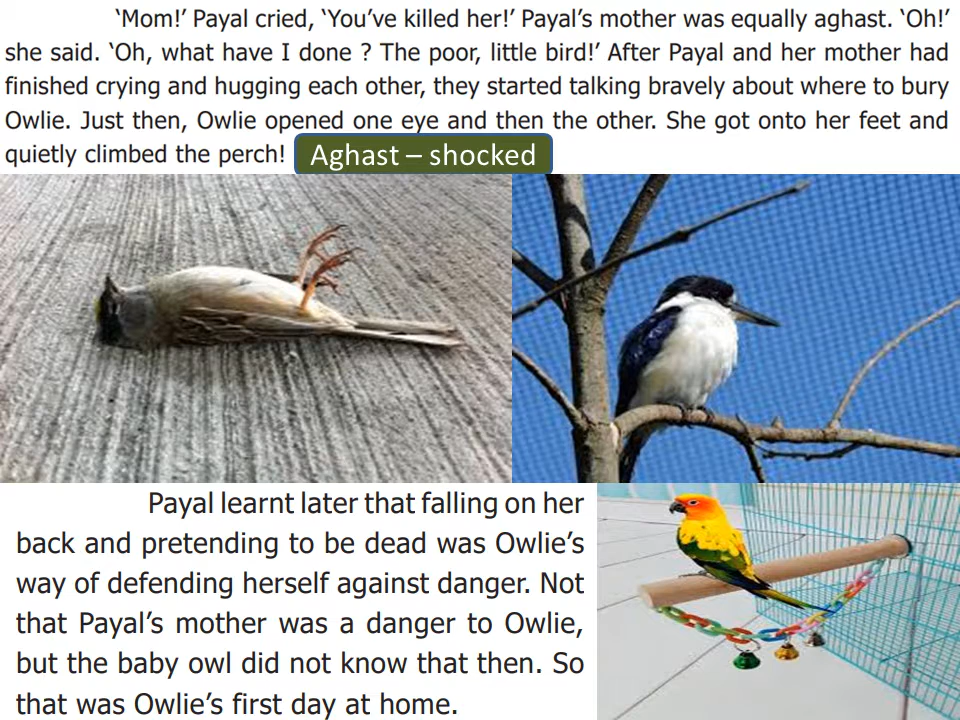 ‘Mom!’ Payal cried, ‘You’ve killed her!’ Payal’s mother was equally aghast. ‘Oh!’
she said. ‘Oh, what have I done ? The poor, little bird!’ After Payal and her mother had
finished crying and hugging each other, they started talking bravely about where to bury
Owlie. Just then, Owlie opened one eye and then the other. She got onto her feet and
quietly climbed the perch!
Aghast – shocked
Payal learnt later that falling on her
back and pretending to be dead was Owlie’s
way of defending herself against danger. Not
that Payal’s mother was a danger to Owlie,
but the baby owl did not know that then. So
that was Owlie’s first day at home.